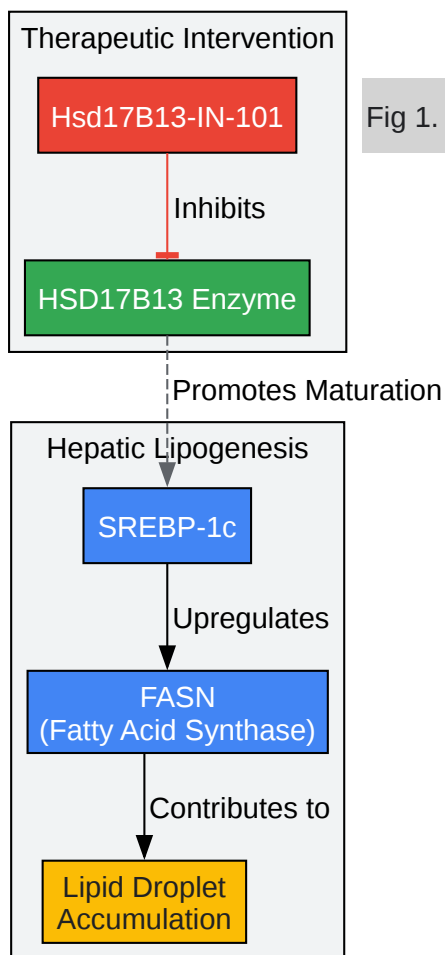 Therapeutic Intervention
Hsd17B13-IN-101
Fig 1.
Inhibits
HSD17B13 Enzyme
Promotes Maturation
Hepatic Lipogenesis
SREBP-1c
Upregulates
FASN
(Fatty Acid Synthase)
Contributes to
Lipid Droplet
Accumulation